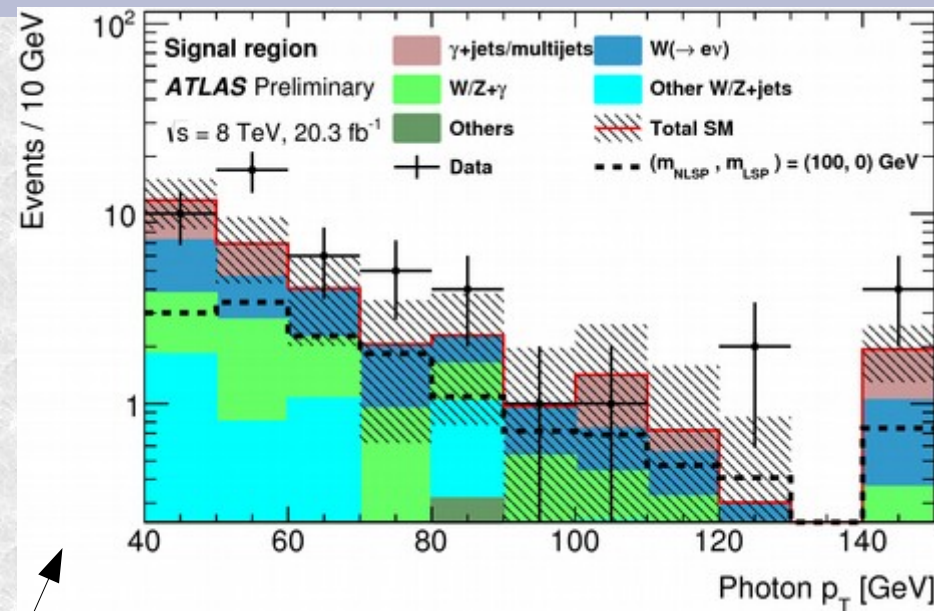 Events / 10 GeV
10²
10
1
Signal region
ATLAS Preliminary
√s = 8 TeV, 20.3 fb⁻¹
γ+jets/multijets
W/Z+γ
Others
Data
W(→ eν)
Other W/Z+jets
Total SM
(m_NLSP , m_LSP ) = (100, 0) GeV
40 60 80 100 120 140
Photon p_T [GeV]